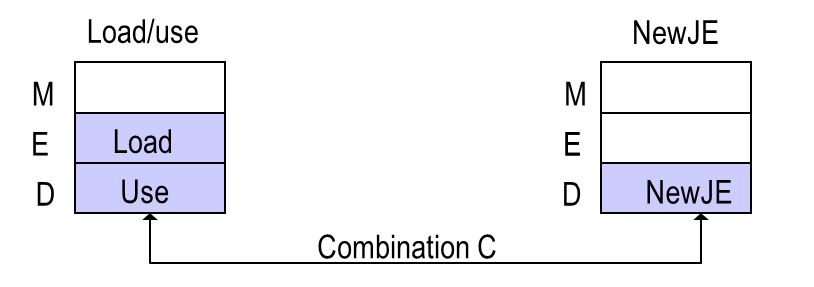 Load/use
NewJE
M
M
E
Load
E
D
Use
D
NewJE
Combination C